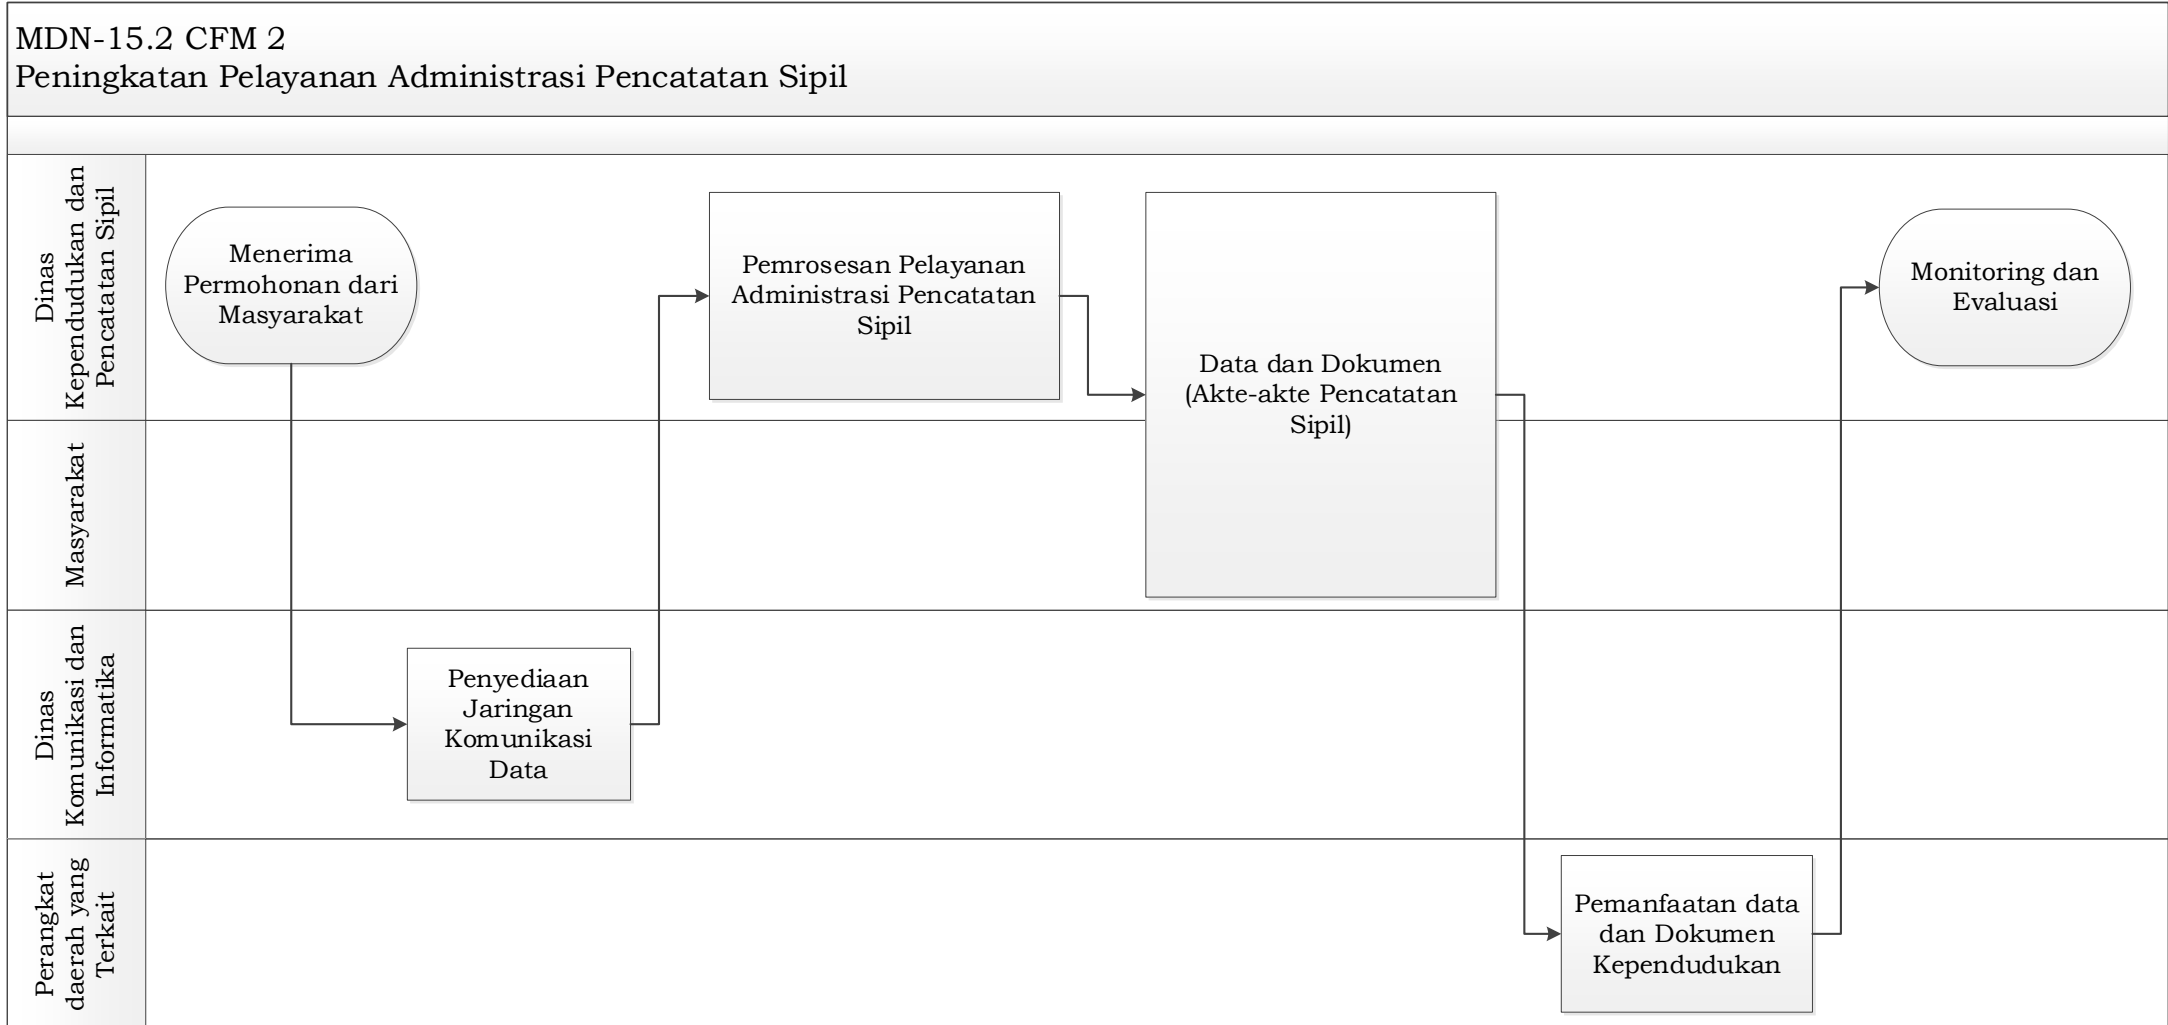 MDN-15.2 CFM 2
Peningkatan Pelayanan Administrasi Pencatatan Sipil
Dinas
Kependudukan dan
Pencatatan Sipil
Menerima
Permohonan dari
Masyarakat
Pemrosesan Pelayanan
Administrasi Pencatatan
Sipil
Data dan Dokumen
(Akte-akte Pencatatan
Sipil)
Monitoring dan
Evaluasi
Masyarakat
Dinas
Komunikasi dan
Informatika
Penyediaan
Jaringan
Komunikasi
Data
Perangkat
daerah yang
Terkait
Pemanfaatan data
dan Dokumen
Kependudukan